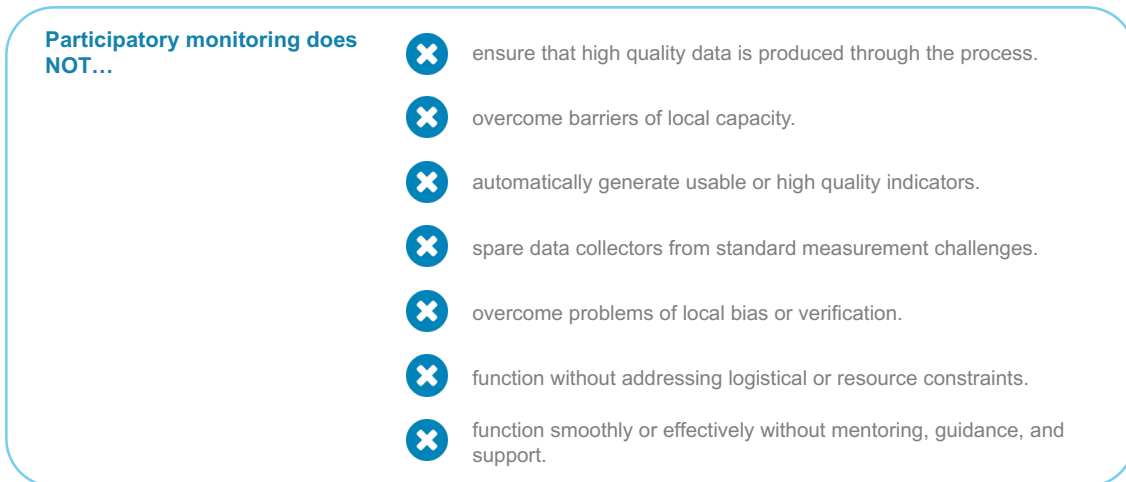 Participatory monitoring does
NOT…
ensure that high quality data is produced through the process.
overcome barriers of local capacity.
automatically generate usable or high quality indicators.
spare data collectors from standard measurement challenges.
overcome problems of local bias or verification.
function without addressing logistical or resource constraints.
function smoothly or effectively without mentoring, guidance, and
support.